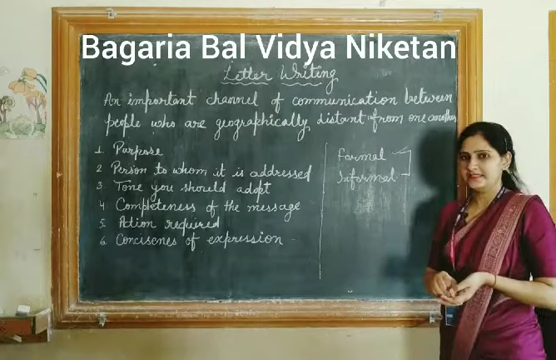 Bagaria Bal Vidya Niketan
Letter Writing
An important channel of communication between
people who are geographically distant from one another
1. Purpose
2 Person to whom it is addressed
3 Tone you should adopt
4 Completeness of the message
5. Action required
6 Concisenes of expression
Formal
Informal